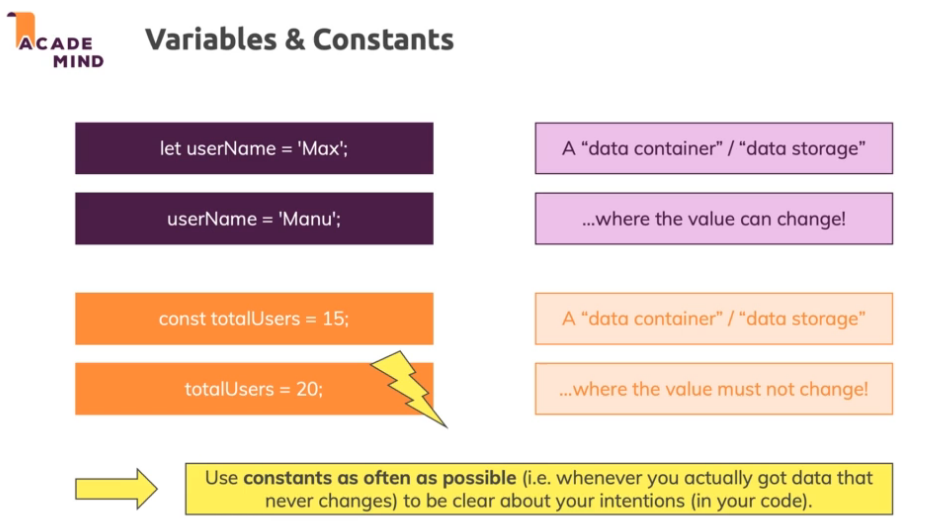 ACADE
MIND
Variables & Constants
let userName = 'Max';
A “data container” / “data storage”
userName = 'Manu';
...where the value can change!
const totalUsers = 15;
A “data container” / “data storage”
totalUsers = 20;
...where the value must not change!
Use constants as often as possible (i.e. whenever you actually got data that
never changes) to be clear about your intentions (in your code).